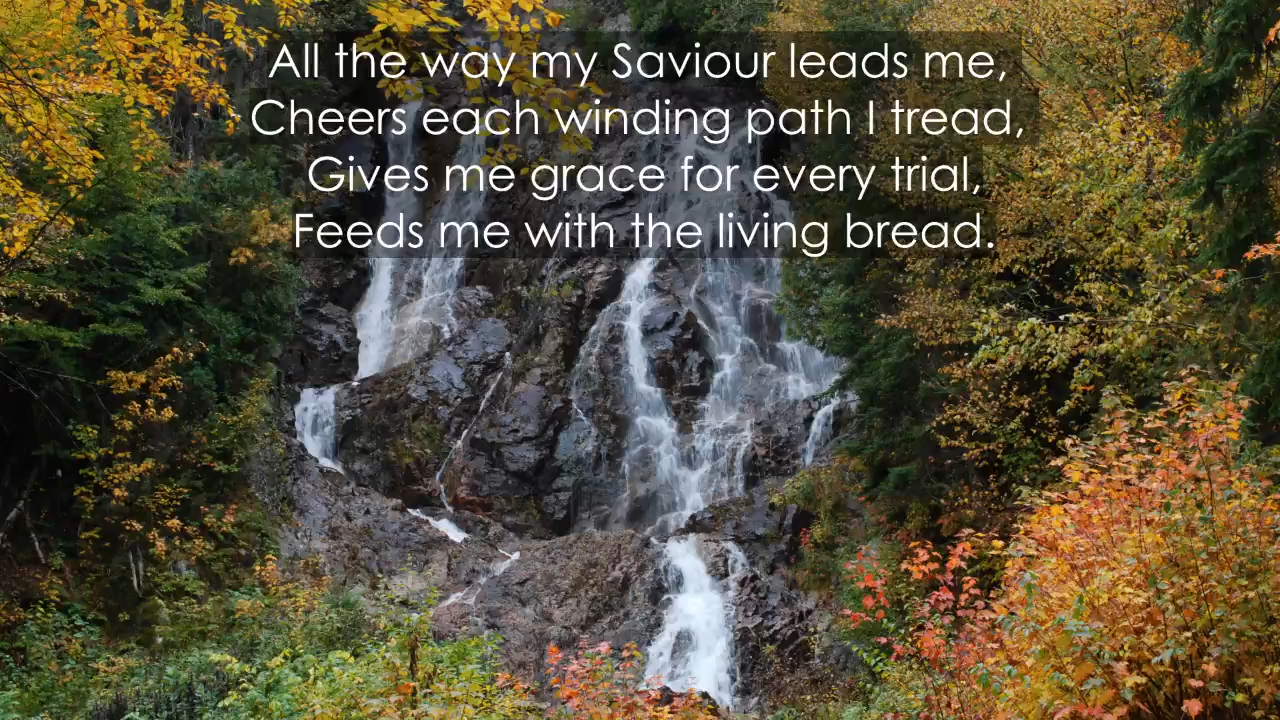 All the way my Saviour leads me,
Cheers each winding path I tread,
Gives me grace for every trial,
Feeds me with the living bread.